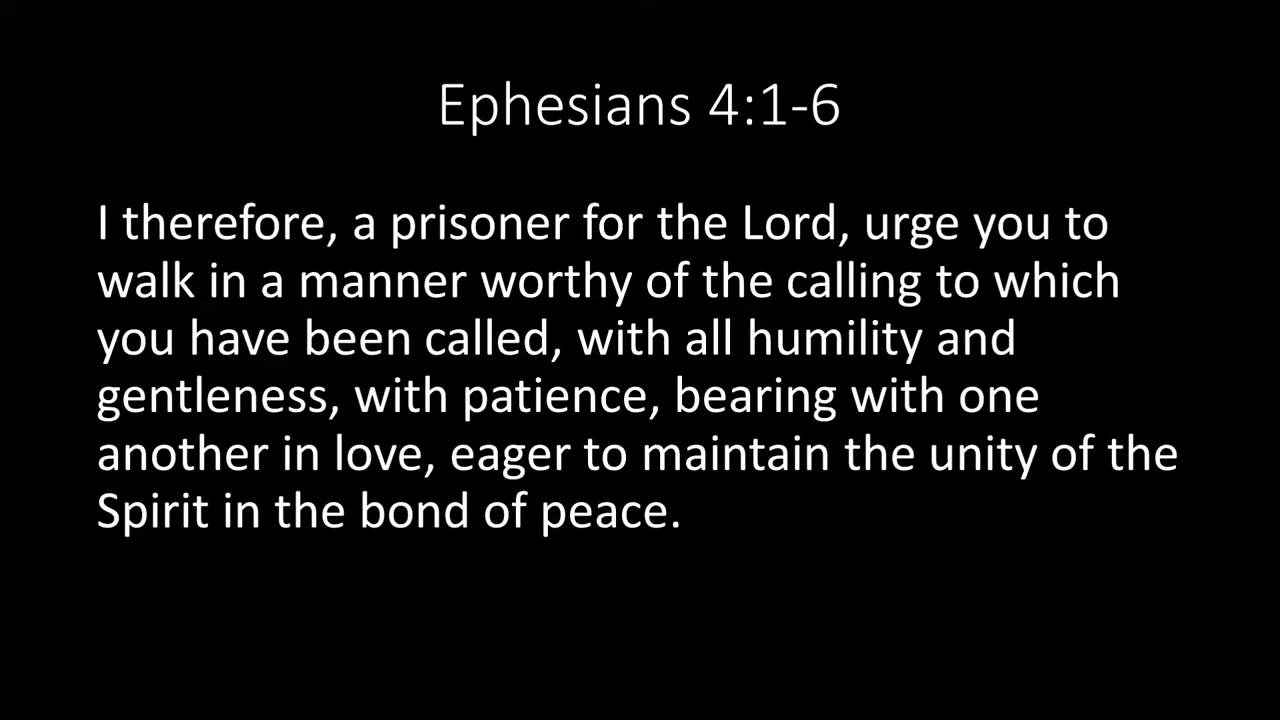 Ephesians 4:1-6
I therefore, a prisoner for the Lord, urge you to
walk in a manner worthy of the calling to which
you have been called, with all humility and
gentleness, with patience, bearing with one
another in love, eager to maintain the unity of the
Spirit in the bond of peace.